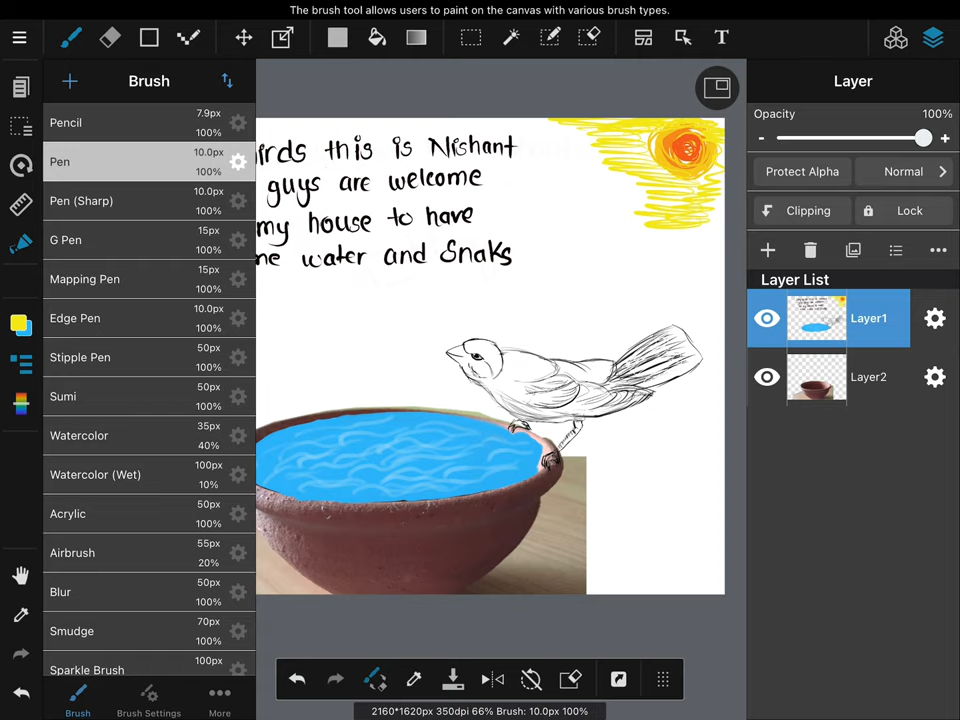 The brush tool allows users to paint on the canvas with various brush types.
T
Brush
Pencil 7.9px 100%
Pen 10.0px 100%
Pen (Sharp) 10.0px 100%
G Pen 15px 100%
Mapping Pen 15px 100%
Edge Pen 10.0px 100%
Stipple Pen 50px 100%
Sumi 50px 100%
Watercolor 35px 40%
Watercolor (Wet) 100px 10%
Acrylic 50px 100%
Airbrush 55px 20%
Blur 50px 100%
Smudge 70px 100%
Sparkle Brush 100px
Brush
Brush Settings
More
this is Nishant
guys are welcome
my house to have
water and Snaks
Layer
Opacity 100%
- +
Protect Alpha
Normal
Clipping
Lock
Layer List
Layer1
Layer2
2160*1620px 350dpi 66% Brush: 10.0px 100%